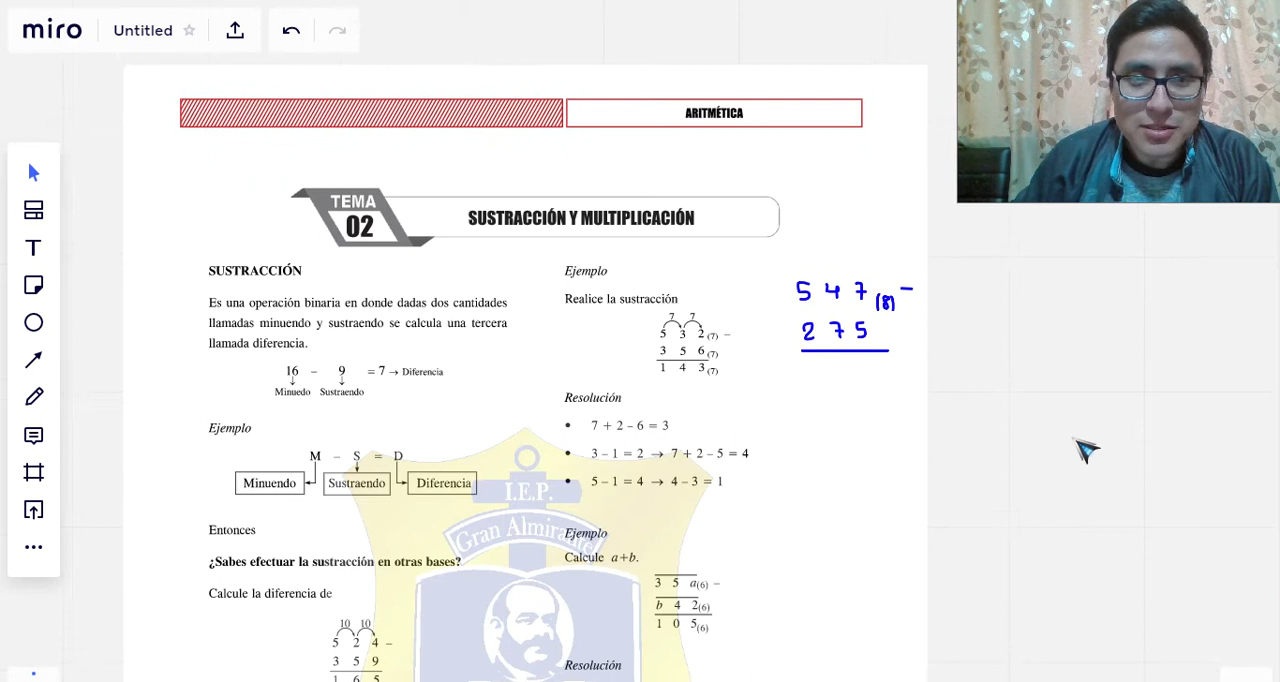 miro
Untitled
ARITMÉTICA
TEMA
02
SUSTRACCIÓN Y MULTIPLICACIÓN
SUSTRACCIÓN
Es una operación binaria en donde dadas dos cantidades
llamadas minuendo y sustraendo se calcula una tercera
llamada diferencia.
16 – 9 = 7 → Diferencia
Minuedo Sustraendo
Ejemplo
M – S = D
Minuendo Sustraendo Diferencia
Entonces
¿Sabes efectuar la sustracción en otras bases?
Calcule la diferencia de
10 10
5 2 4 –
3 5 9
1 6 5
Ejemplo
Realice la sustracción
7 7
5 3 2(7) –
3 5 6(7)
1 4 3(7)
Resolución
• 7 + 2 – 6 = 3
• 3 – 1 = 2 → 7 + 2 – 5 = 4
• 5 – 1 = 4 → 4 – 3 = 1
Ejemplo
Calcule a+b.
3 5 a(6) –
b 4 2(6)
1 0 5(6)
Resolución
5 4 7(8) –
2 7 5
I.E.P.
Gran Almirante
T